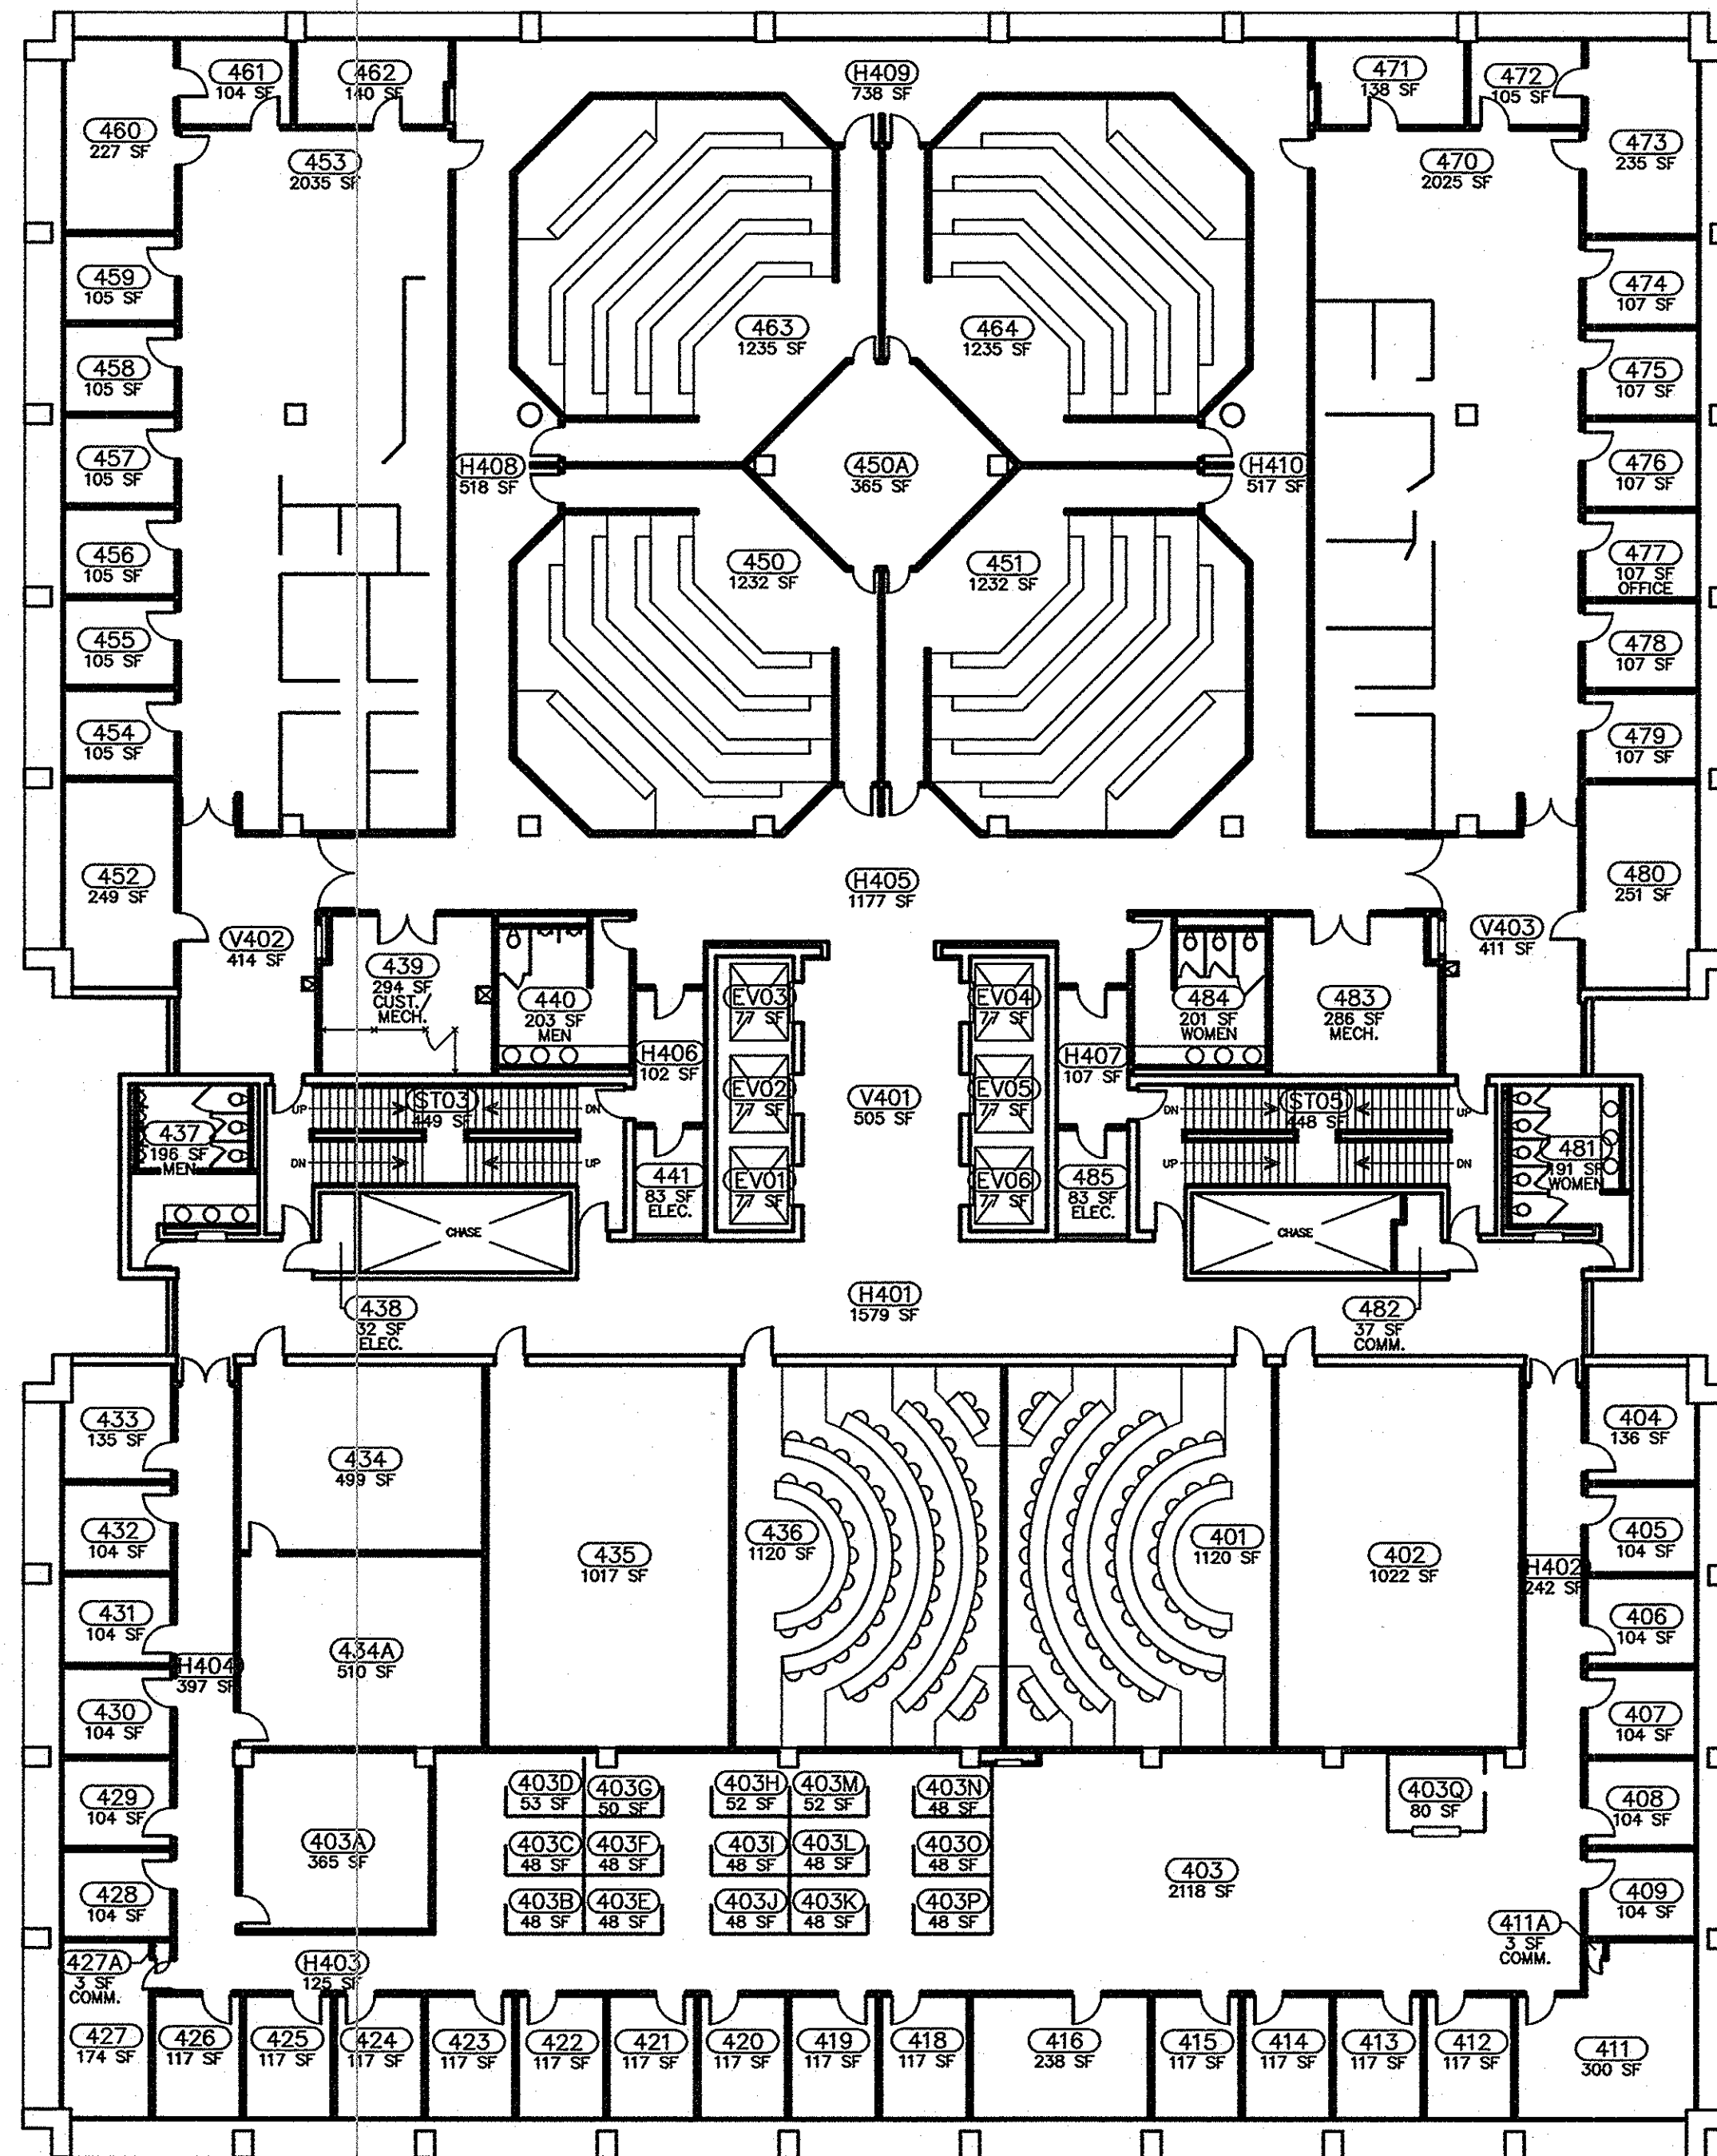 461
104 SF
462
140 SF
H409
738 SF
471
138 SF
472
105 SF
460
227 SF
453
2035 SF
470
2025 SF
473
235 SF
459
105 SF
474
107 SF
463
1235 SF
464
1235 SF
458
105 SF
475
107 SF
457
105 SF
H408
518 SF
450A
365 SF
H410
517 SF
476
107 SF
456
105 SF
450
1232 SF
451
1232 SF
477
107 SF
OFFICE
455
105 SF
478
107 SF
454
105 SF
479
107 SF
452
249 SF
H405
1177 SF
480
251 SF
V402
414 SF
V403
411 SF
439
294 SF
CUST./
MECH.
440
203 SF
MEN
EV03
77 SF
EV04
77 SF
484
201 SF
WOMEN
483
286 SF
MECH.
H406
102 SF
H407
107 SF
EV02
77 SF
V401
505 SF
EV05
77 SF
UP
ST03
449 SF
DN
DN
ST05
448 SF
UP
437
196 SF
MEN
481
191 SF
WOMEN
DN
UP
UP
DN
441
83 SF
ELEC.
EV01
77 SF
EV06
77 SF
485
83 SF
ELEC.
CHASE
CHASE
438
32 SF
ELEC.
H401
1579 SF
482
37 SF
COMM.
433
135 SF
404
136 SF
434
499 SF
432
104 SF
436
1120 SF
401
1120 SF
405
104 SF
435
1017 SF
402
1022 SF
H402
242 SF
431
104 SF
406
104 SF
434A
510 SF
H404
397 SF
430
104 SF
407
104 SF
429
104 SF
403D
53 SF
403G
50 SF
403H
52 SF
403M
52 SF
403N
48 SF
403Q
80 SF
408
104 SF
403A
365 SF
403C
48 SF
403F
48 SF
403I
48 SF
403L
48 SF
403O
48 SF
403
2118 SF
428
104 SF
403B
48 SF
403E
48 SF
403J
48 SF
403K
48 SF
403P
48 SF
409
104 SF
427A
3 SF
COMM.
H403
125 SF
411A
3 SF
COMM.
427
174 SF
426
117 SF
425
117 SF
424
117 SF
423
117 SF
422
117 SF
421
117 SF
420
117 SF
419
117 SF
418
117 SF
416
238 SF
415
117 SF
414
117 SF
413
117 SF
412
117 SF
411
300 SF